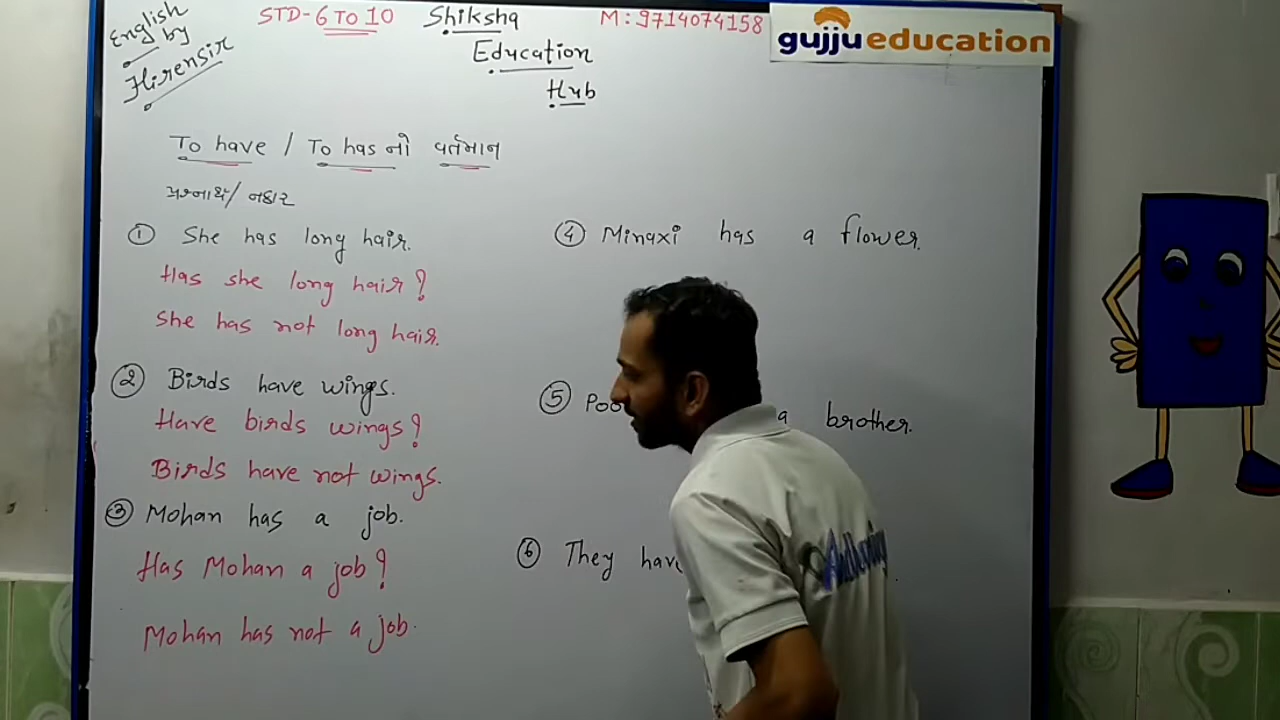 English by Hirensir
STD-6 TO 10
Shiksha
Education
Hub
M: 9714074158
gujjueducation
To have / To has નો વર્તમાન
પ્રશ્નાર્થ/નકાર
① She has long hair.
Has she long hair?
She has not long hair.
② Birds have wings.
Have birds wings?
Birds have not wings.
③ Mohan has a job.
Has Mohan a job?
Mohan has not a job.
④ Minaxi has a flower.
⑤ a brother.
⑥ They have